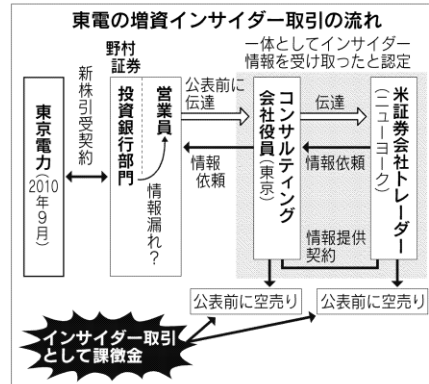 東電の増資インサイダー取引の流れ
一体としてインサイダー
情報を受け取ったと認定
野村
証券
東京電力
(2010年9月)
新株引受契約
投資銀行部門
営業員
情報漏れ?
公表前に
伝達
情報
依頼
コンサルティング
会社役員(東京)
伝達
情報依頼
情報提供
契約
米証券会社トレーダー
(ニューヨーク)
公表前に空売り
公表前に空売り
インサイダー取引
として課徴金